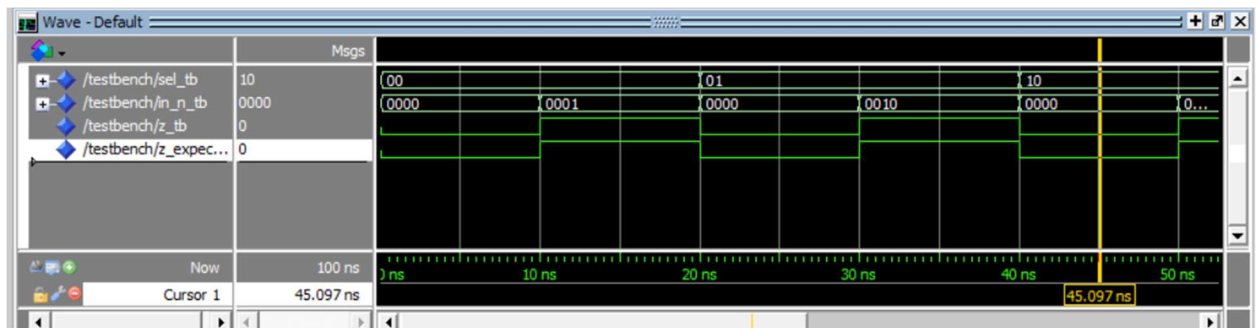 Wave - Default
Msgs
/testbench/sel_tb 10 00 01 10
/testbench/in_n_tb 0000 0000 0001 0000 0010 0000 0...
/testbench/z_tb 0
/testbench/z_expec... 0
Now 100 ns ns 10 ns 20 ns 30 ns 40 ns 50 ns
Cursor 1 45.097 ns 45.097 ns